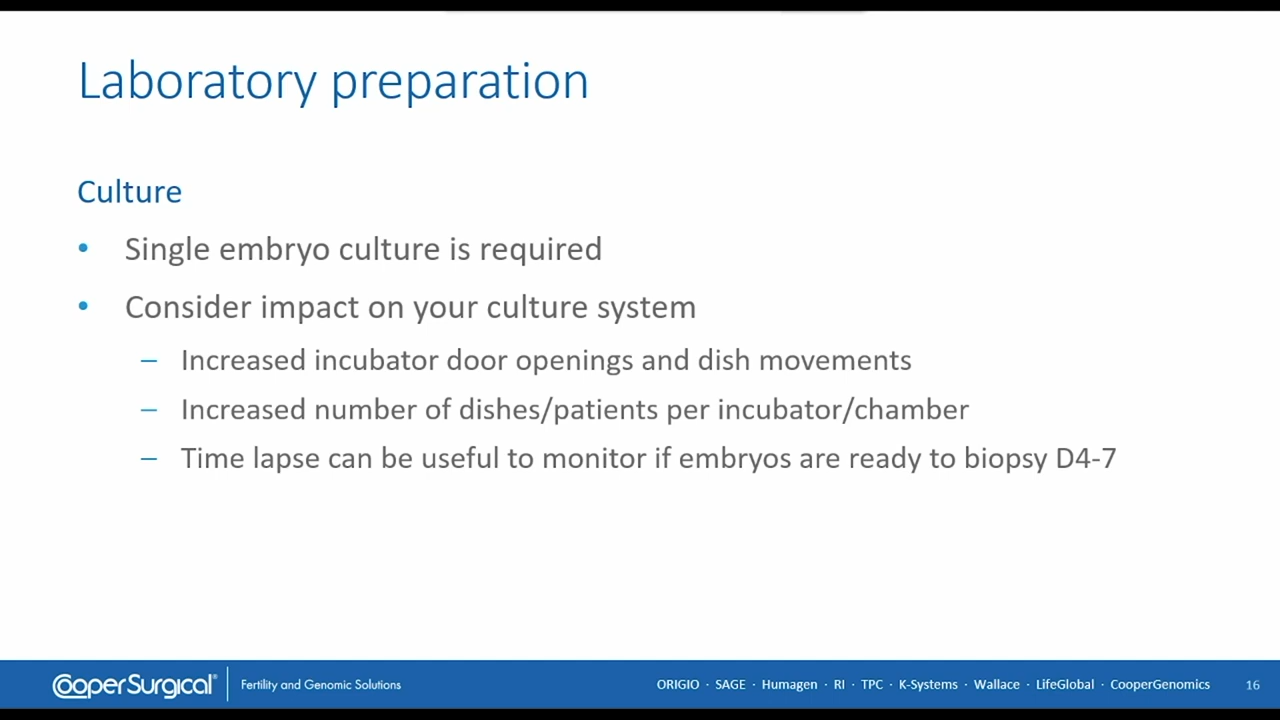 Laboratory preparation
Culture
• Single embryo culture is required
• Consider impact on your culture system
– Increased incubator door openings and dish movements
– Increased number of dishes/patients per incubator/chamber
– Time lapse can be useful to monitor if embryos are ready to biopsy D4-7
CooperSurgical® Fertility and Genomic Solutions ORIGIO · SAGE · Humagen · RI · TPC · K-Systems · Wallace · LifeGlobal · CooperGenomics 16